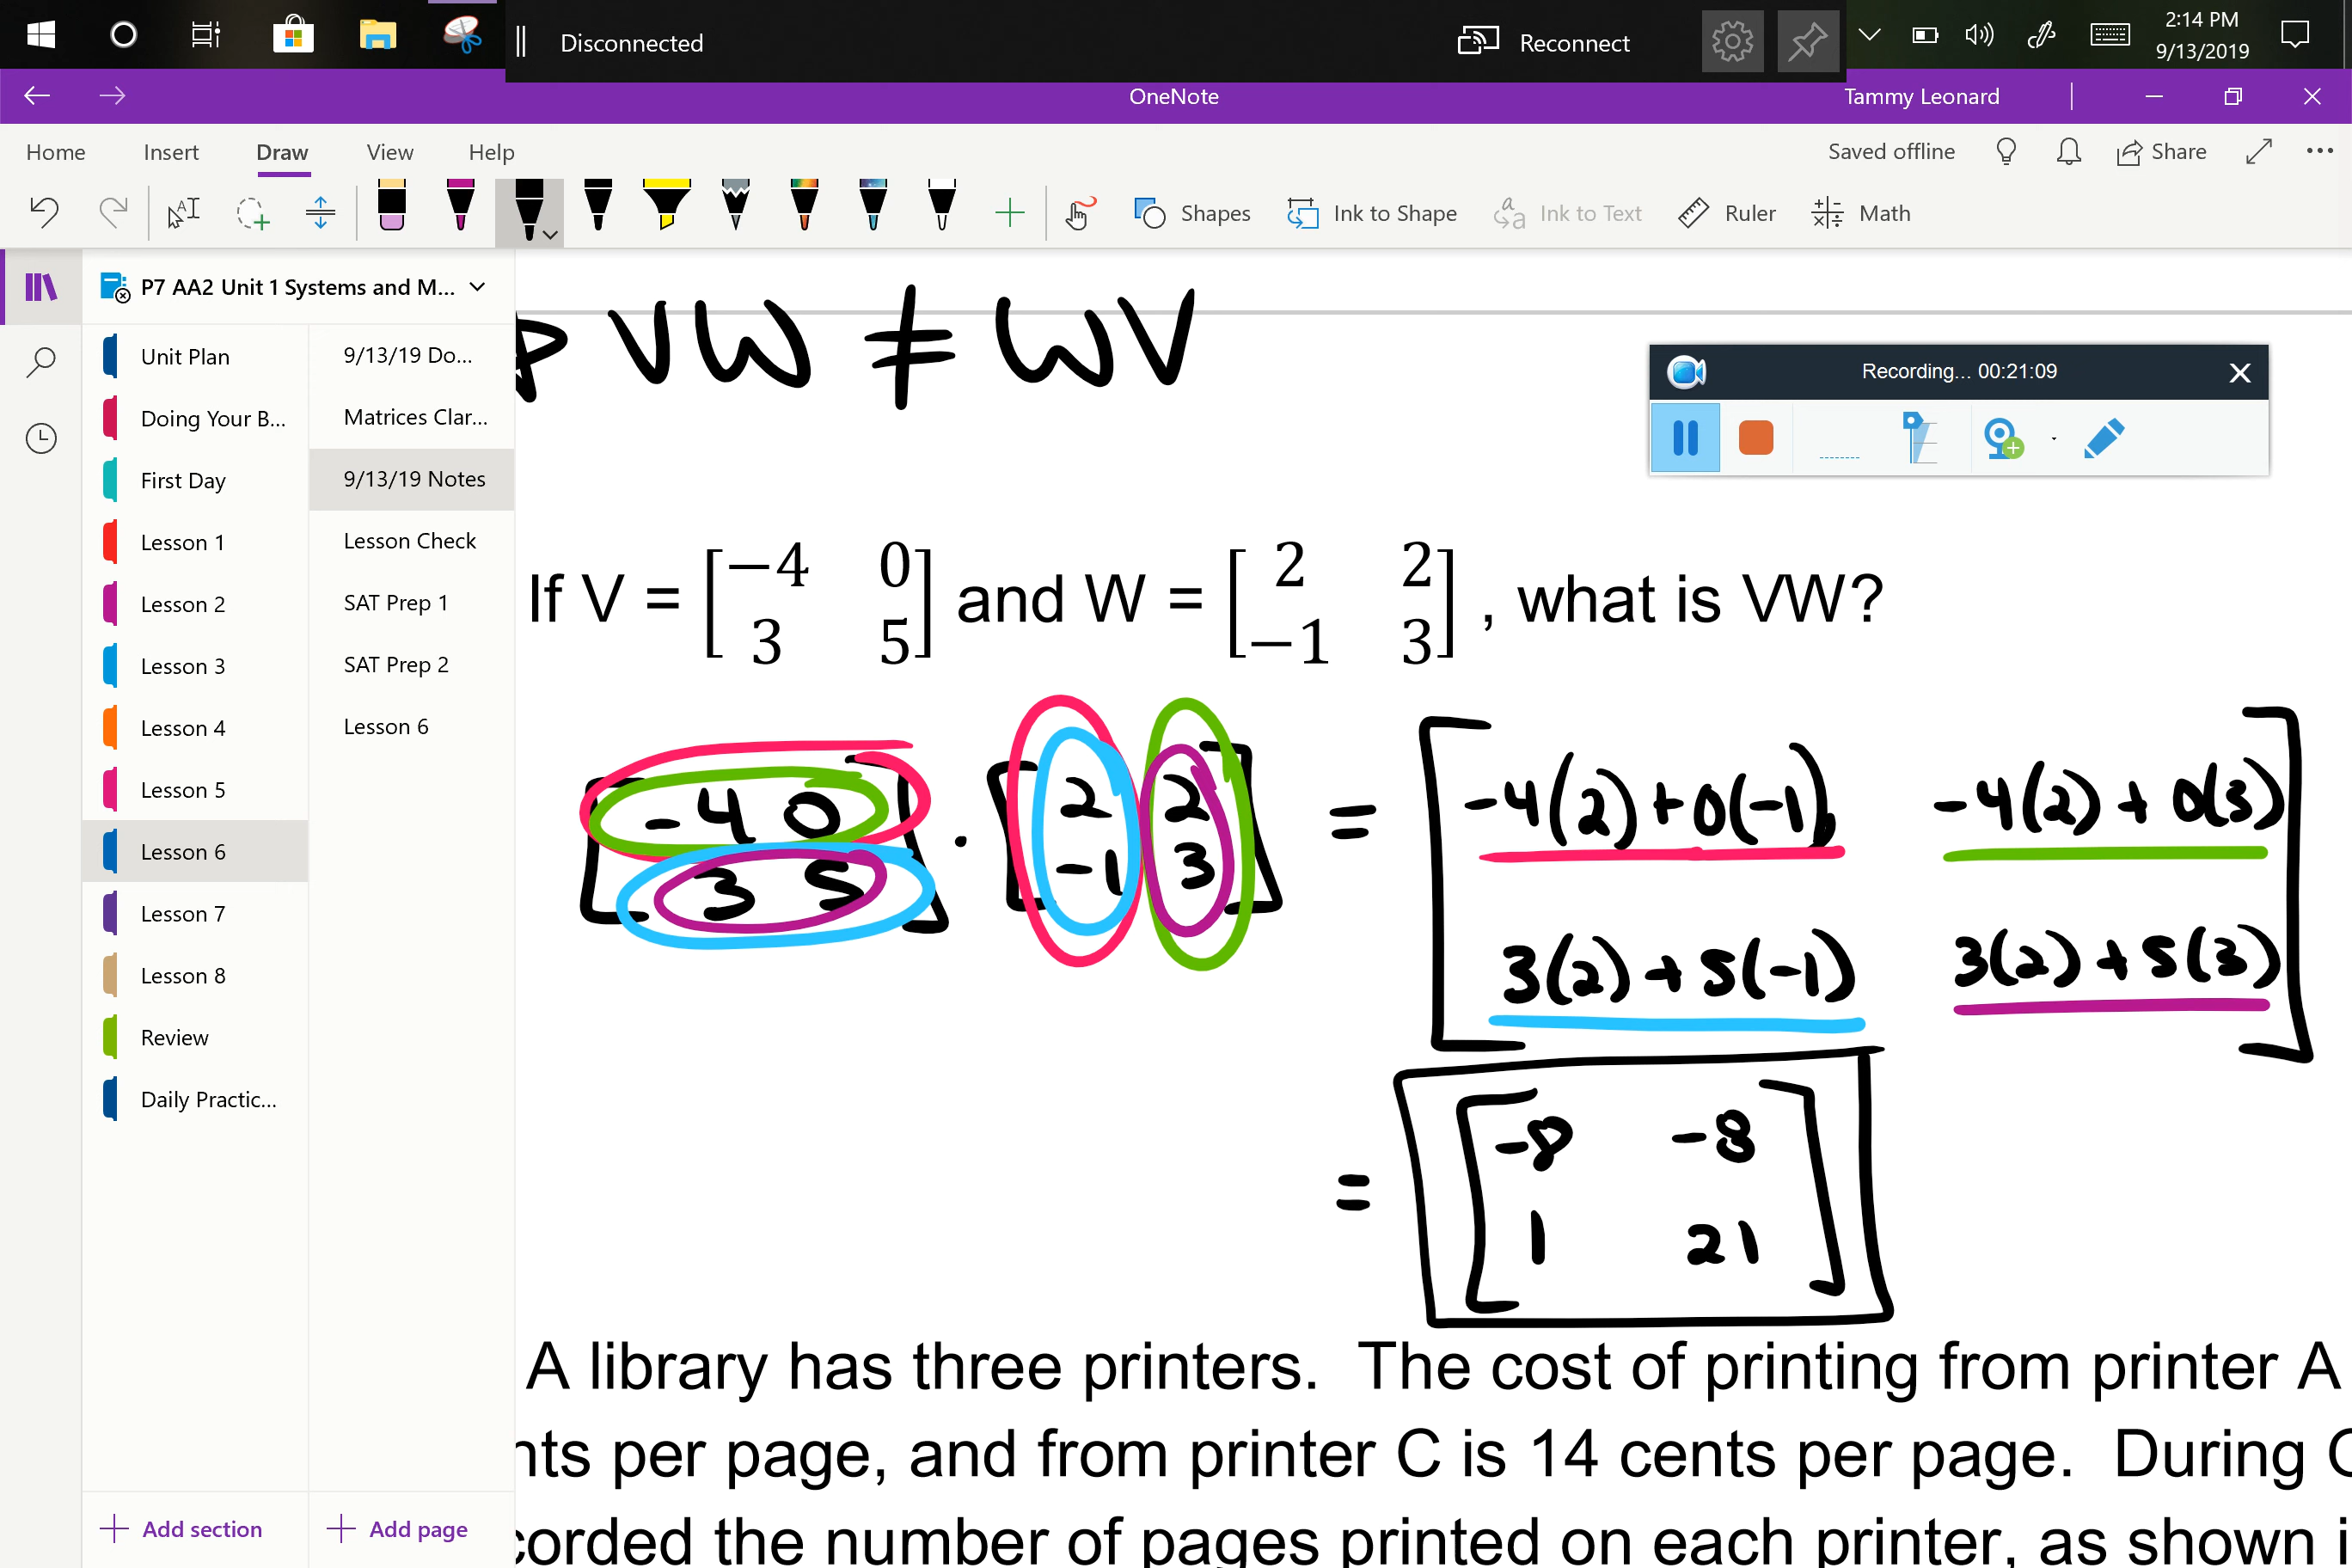 Disconnected
Reconnect
2:14 PM
9/13/2019
OneNote
Tammy Leonard
Home Insert Draw View Help
Saved offline
Share
Shapes
Ink to Shape
Ink to Text
Ruler
Math
P7 AA2 Unit 1 Systems and M...
Unit Plan
Doing Your B...
First Day
Lesson 1
Lesson 2
Lesson 3
Lesson 4
Lesson 5
Lesson 6
Lesson 7
Lesson 8
Review
Daily Practic...
Add section
9/13/19 Do...
Matrices Clar...
9/13/19 Notes
Lesson Check
SAT Prep 1
SAT Prep 2
Lesson 6
Add page
VW ≠ WV
Recording... 00:21:09
If V = [−4 0; 3 5] and W = [2 2; −1 3], what is VW?
[-4 0; 3 5] · [2 2; -1 3] = [-4(2)+0(-1) -4(2)+0(3); 3(2)+5(-1) 3(2)+5(3)]
= [-8 -8; 1 21]
A library has three printers. The cost of printing from printer A
nts per page, and from printer C is 14 cents per page. During
corded the number of pages printed on each printer, as shown